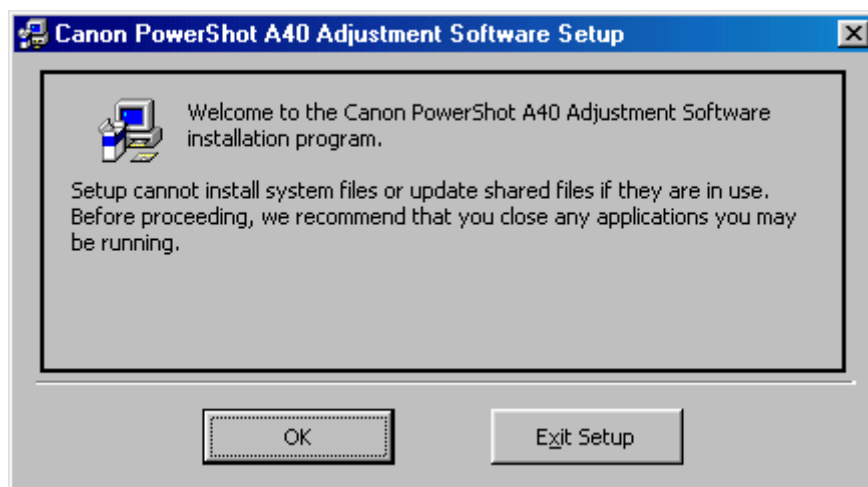 Canon PowerShot A40 Adjustment Software Setup
Welcome to the Canon PowerShot A40 Adjustment Software
installation program.
Setup cannot install system files or update shared files if they are in use.
Before proceeding, we recommend that you close any applications you may
be running.
OK
Exit Setup